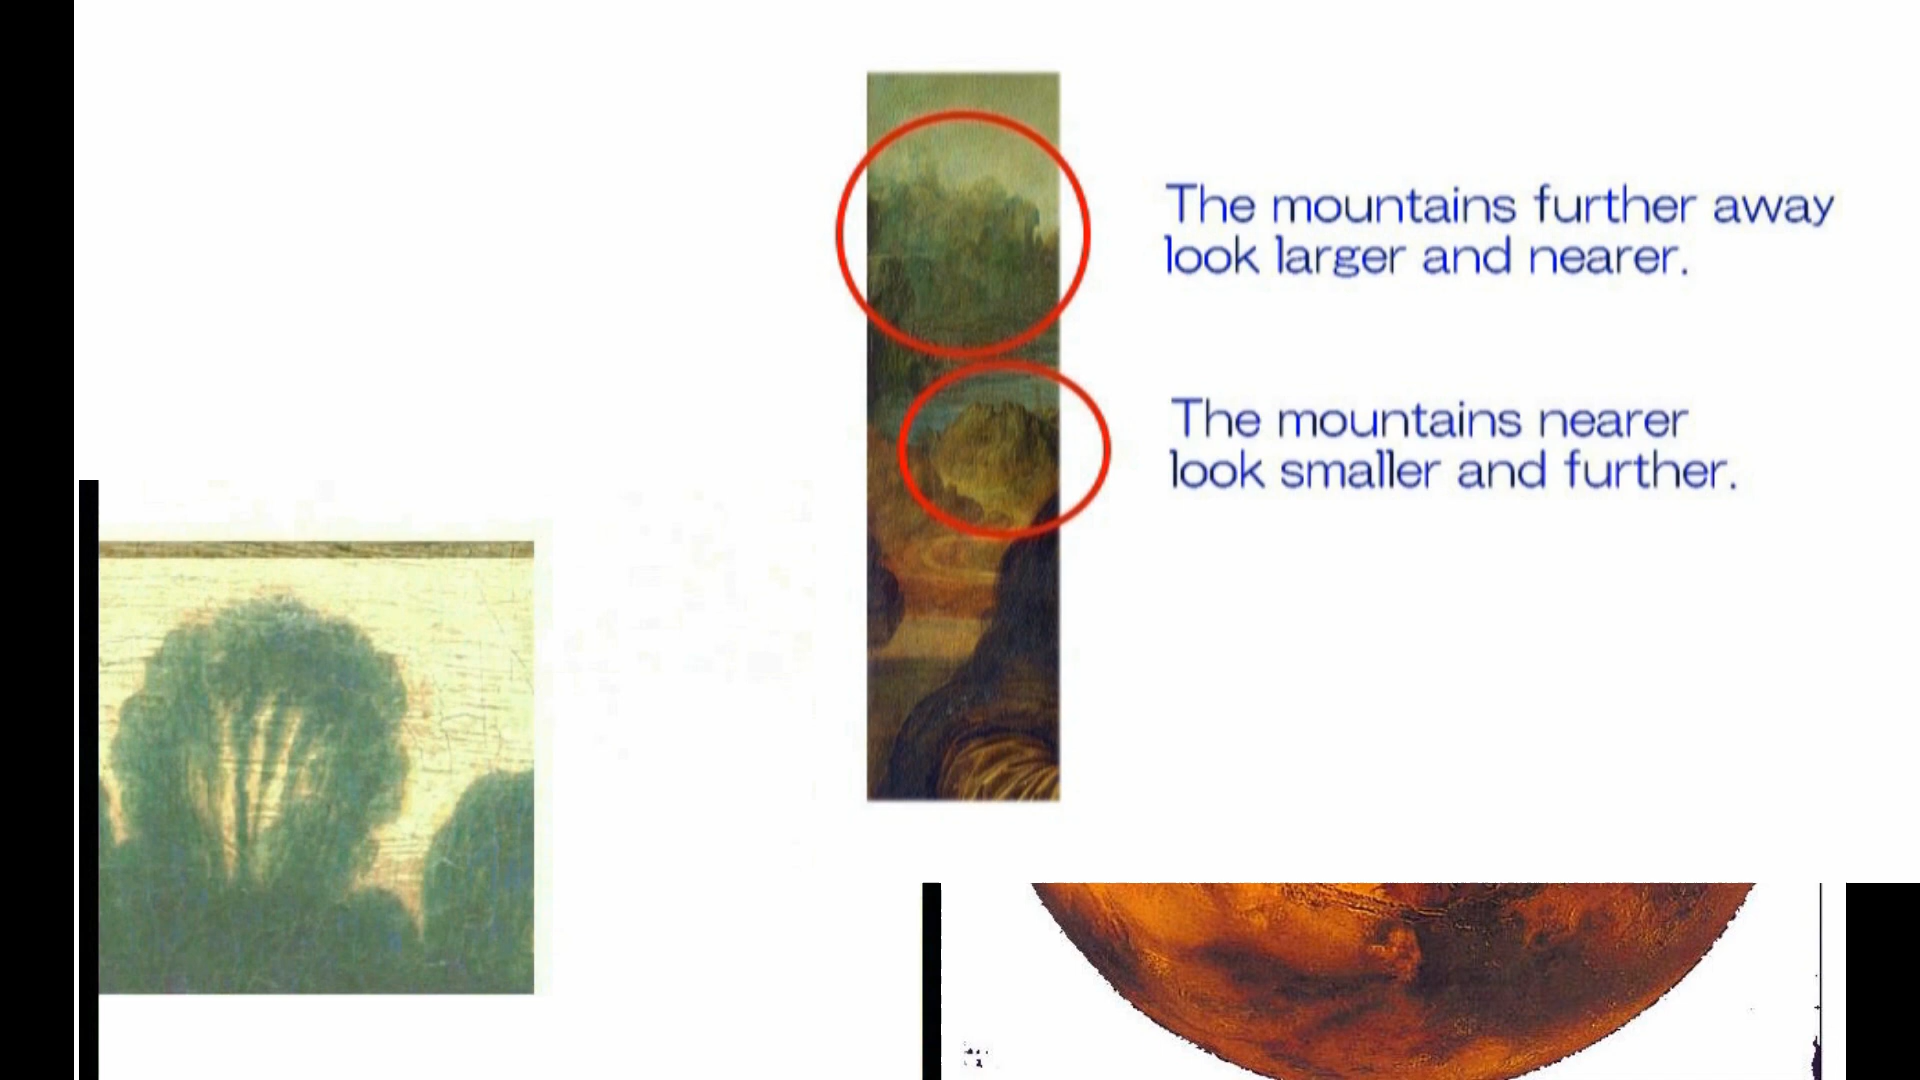 The mountains further away
look larger and nearer.
The mountains nearer
look smaller and further.